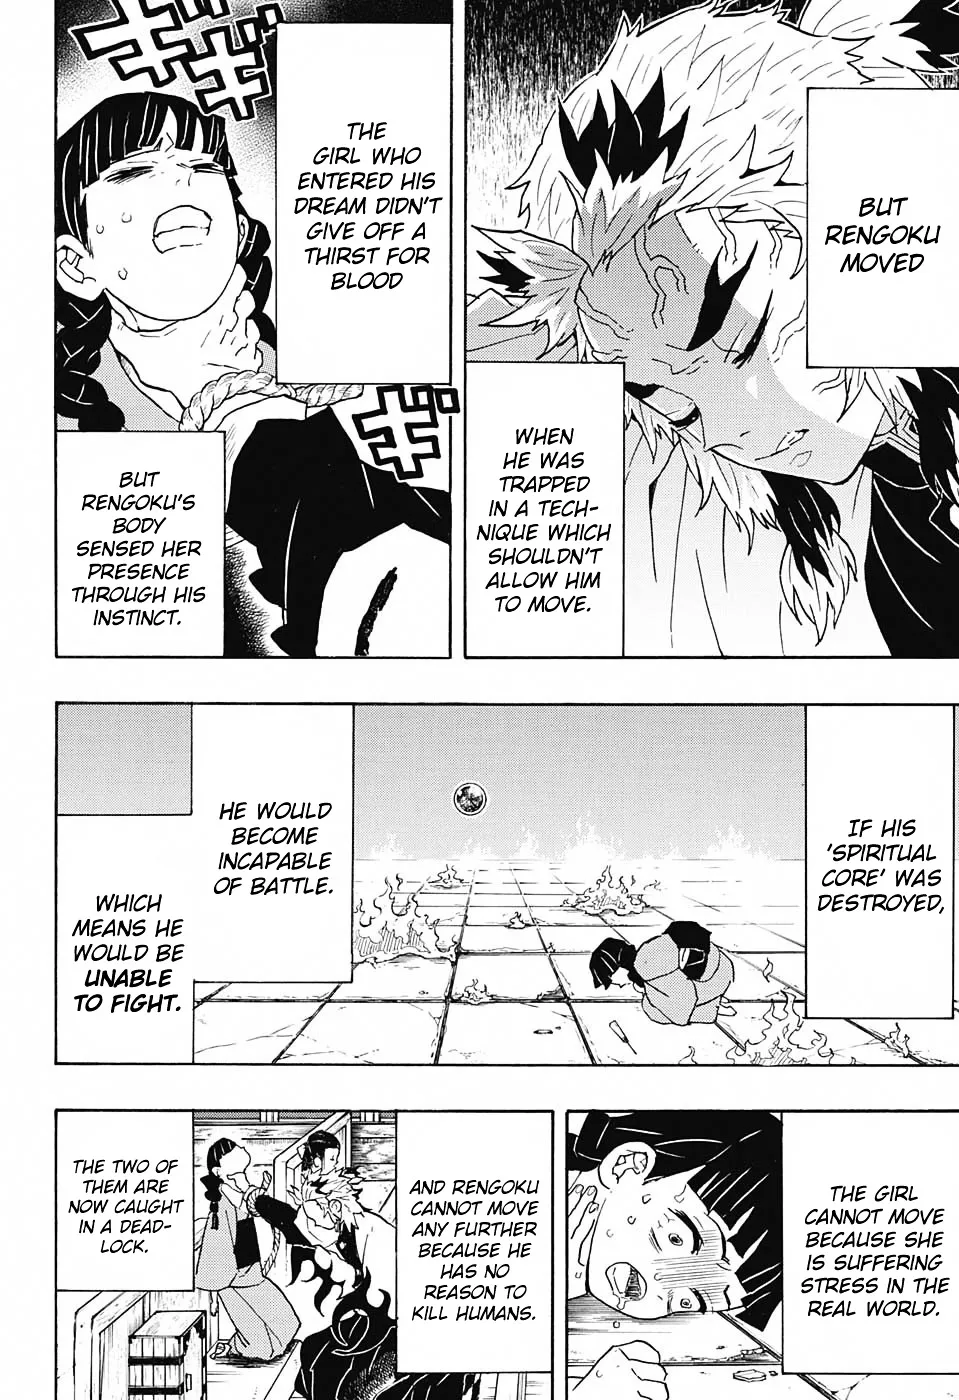 BUT
RENGOKU
MOVED
WHEN
HE WAS
TRAPPED
IN A TECH-
NIQUE WHICH
SHOULDN'T
ALLOW HIM
TO MOVE.
THE
GIRL WHO
ENTERED HIS
DREAM DIDN'T
GIVE OFF A
THIRST FOR
BLOOD
ギギギギ
BUT
RENGOKU'S
BODY
SENSED HER
PRESENCE
THROUGH HIS
INSTINCT.
IF HIS
'SPIRITUAL
CORE' WAS
DESTROYED,
HE WOULD
BECOME
INCAPABLE
OF BATTLE.
WHICH
MEANS HE
WOULD BE
UNABLE
TO FIGHT.
THE GIRL
CANNOT MOVE
BECAUSE SHE
IS SUFFERING
STRESS IN THE
REAL WORLD.
AND RENGOKU
CANNOT MOVE
ANY FURTHER
BECAUSE HE
HAS NO
REASON TO
KILL HUMANS.
THE TWO OF
THEM ARE
NOW CAUGHT
IN A DEAD-
LOCK.